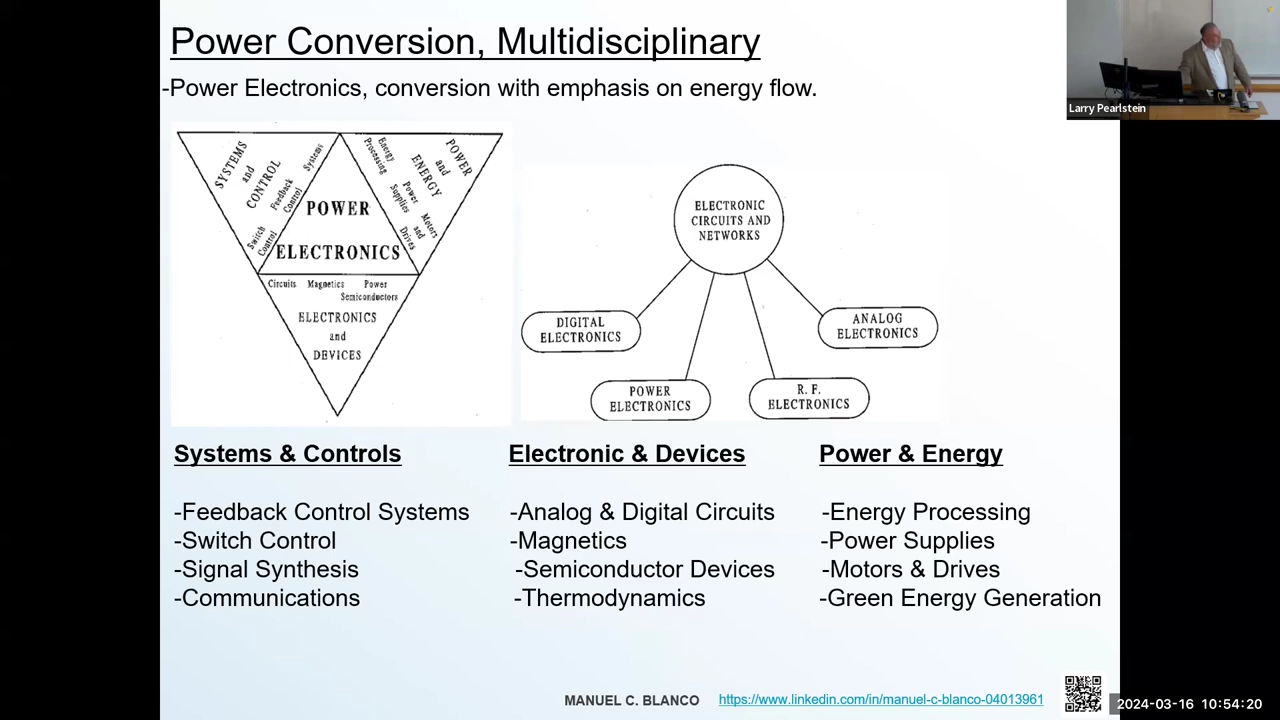 Power Conversion, Multidisciplinary
-Power Electronics, conversion with emphasis on energy flow.
Larry Pearlstein
SYSTEMS
and
CONTROL
Feedback
Control
Systems
Switch
Control
POWER
ELECTRONICS
Energy
Processing
POWER
and
ENERGY
Power
Supplies
Motors
and
Drives
Circuits Magnetics Power
Semiconductors
ELECTRONICS
and
DEVICES
ELECTRONIC
CIRCUITS AND
NETWORKS
DIGITAL
ELECTRONICS
POWER
ELECTRONICS
R. F.
ELECTRONICS
ANALOG
ELECTRONICS
Systems & Controls
-Feedback Control Systems
-Switch Control
-Signal Synthesis
-Communications
Electronic & Devices
-Analog & Digital Circuits
-Magnetics
-Semiconductor Devices
-Thermodynamics
Power & Energy
-Energy Processing
-Power Supplies
-Motors & Drives
-Green Energy Generation
MANUEL C. BLANCO https://www.linkedin.com/in/manuel-c-blanco-04013961
2024-03-16 10:54:20